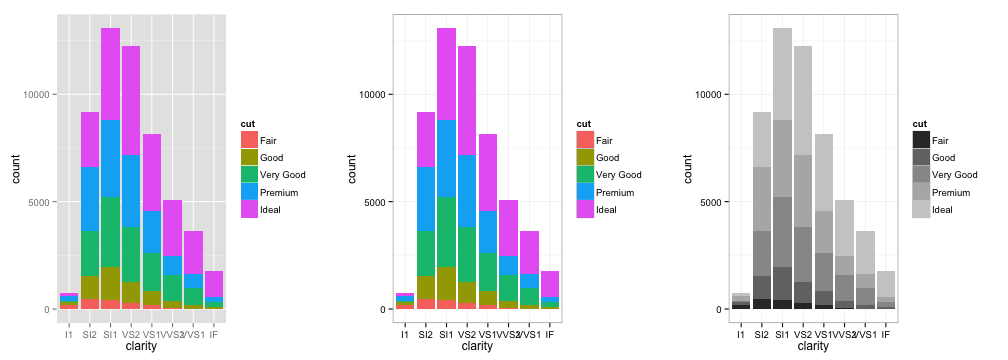 count
10000
5000
0
I1 SI2 SI1 VS2 VS1 VVS2 VVS1 IF
clarity
cut
Fair
Good
Very Good
Premium
Ideal
count
10000
5000
0
I1 SI2 SI1 VS2 VS1 VVS2 VVS1 IF
clarity
cut
Fair
Good
Very Good
Premium
Ideal
count
10000
5000
0
I1 SI2 SI1 VS2 VS1 VVS2 VVS1 IF
clarity
cut
Fair
Good
Very Good
Premium
Ideal